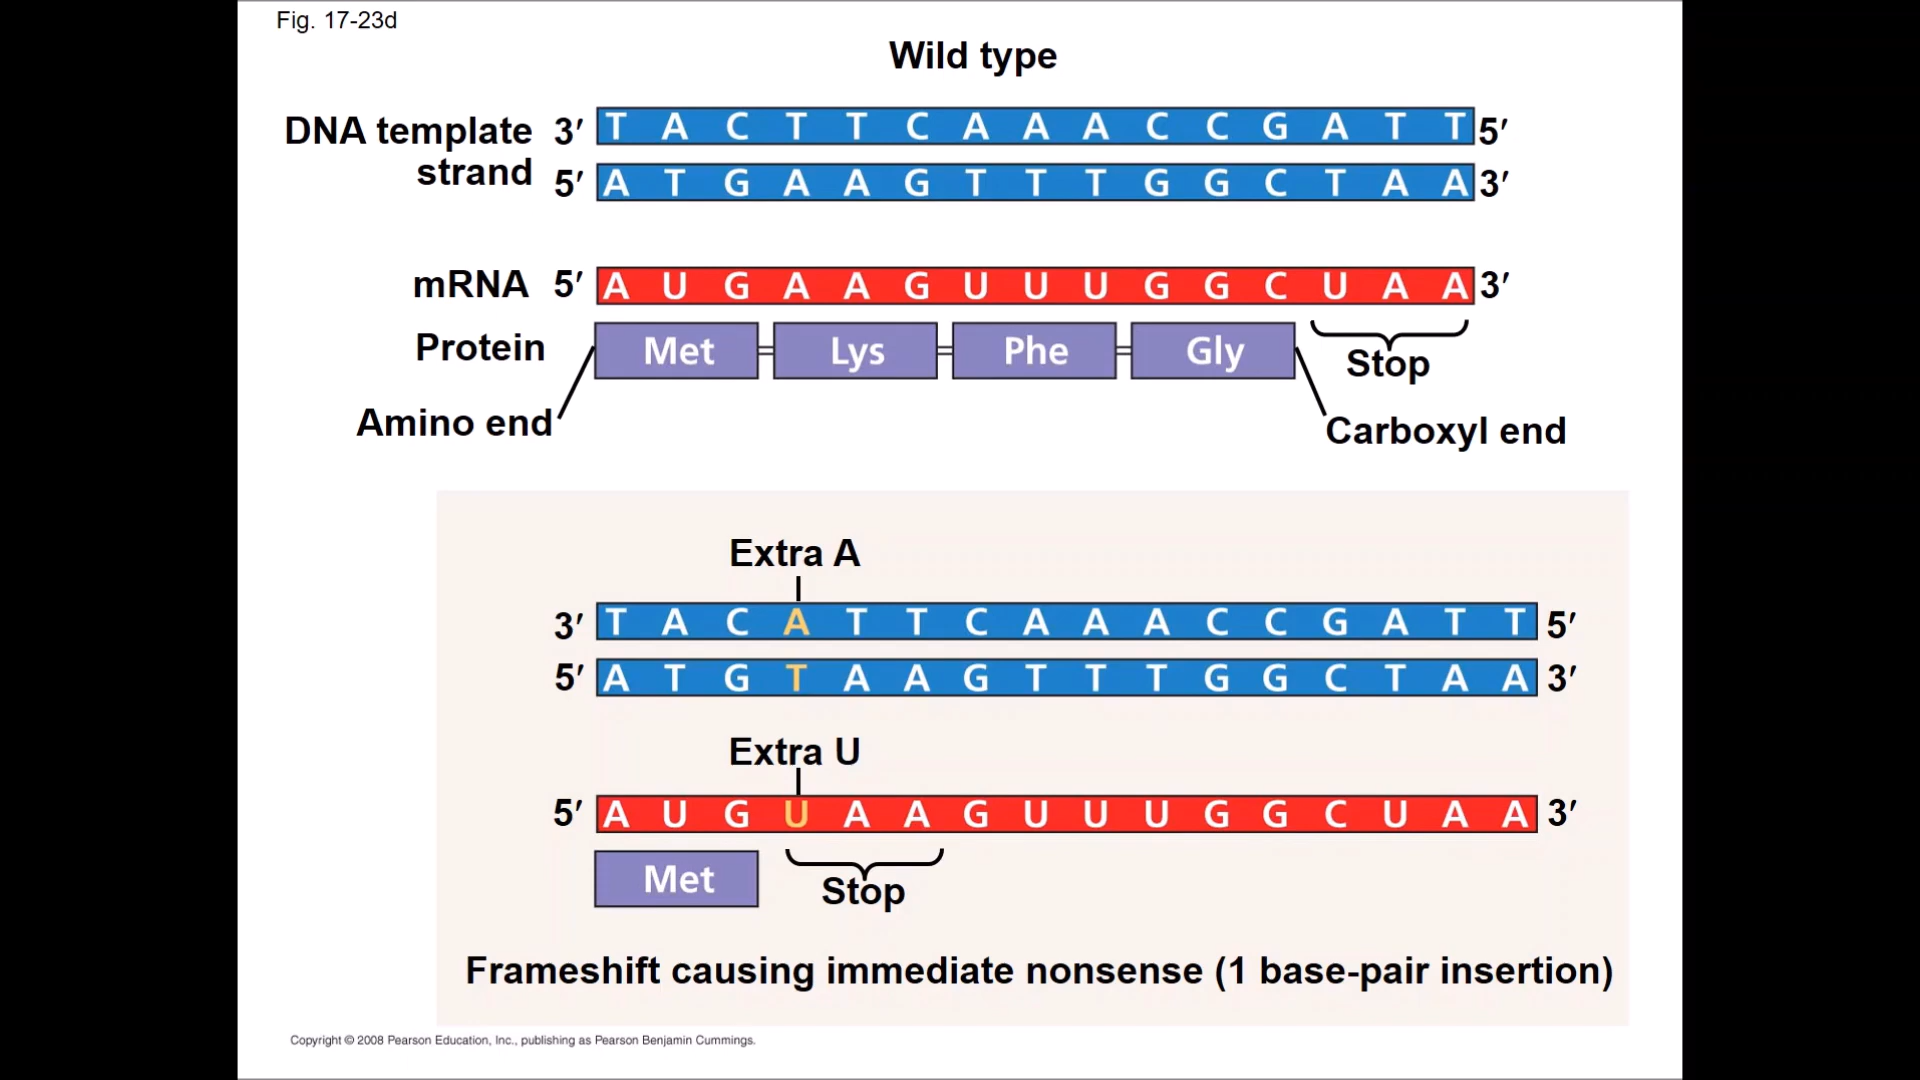 Fig. 17-23d
Wild type
DNA template strand
3′ T A C T T C A A A C C G A T T 5′
5′ A T G A A G T T T G G C T A A 3′
mRNA 5′ A U G A A G U U U G G C U A A 3′
Protein Met Lys Phe Gly Stop
Amino end Carboxyl end
Extra A
3′ T A C A T T C A A A C C G A T T 5′
5′ A T G T A A G T T T G G C T A A 3′
Extra U
5′ A U G U A A G U U U G G C U A A 3′
Met Stop
Frameshift causing immediate nonsense (1 base-pair insertion)
Copyright © 2008 Pearson Education, Inc., publishing as Pearson Benjamin Cummings.